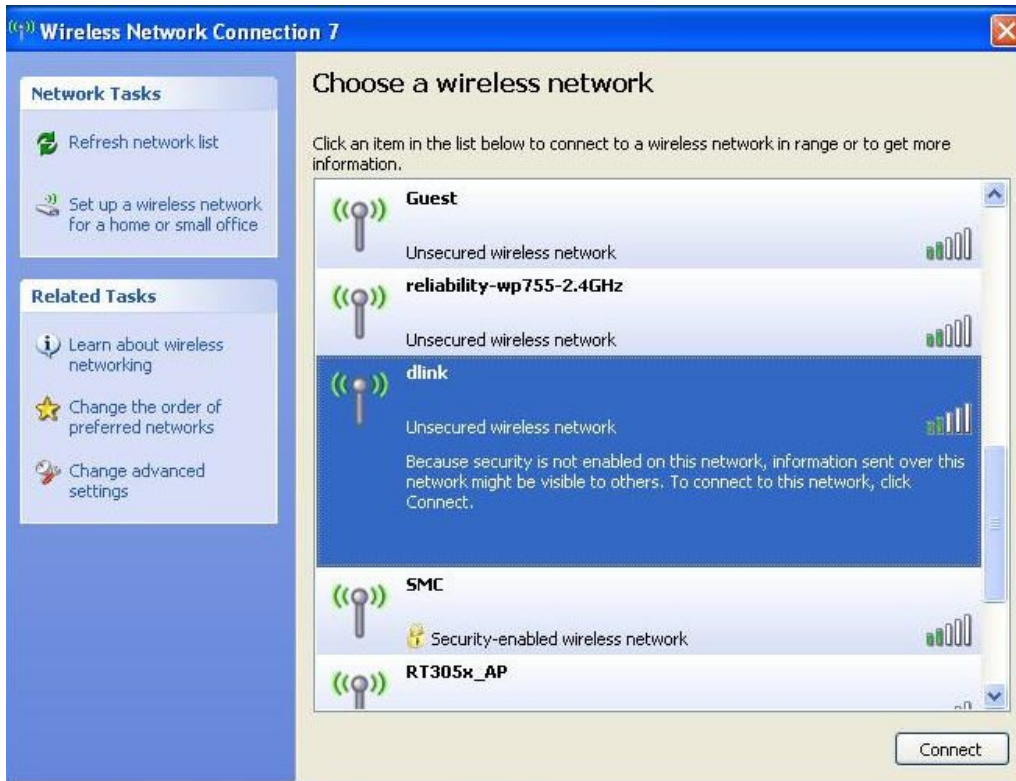 Wireless Network Connection 7
Network Tasks
Refresh network list
Set up a wireless network
for a home or small office
Related Tasks
Learn about wireless
networking
Change the order of
preferred networks
Change advanced
settings
Choose a wireless network
Click an item in the list below to connect to a wireless network in range or to get more
information.
Guest
Unsecured wireless network
reliability-wp755-2.4GHz
Unsecured wireless network
dlink
Unsecured wireless network
Because security is not enabled on this network, information sent over this
network might be visible to others. To connect to this network, click
Connect.
SMC
Security-enabled wireless network
RT305x_AP
Connect